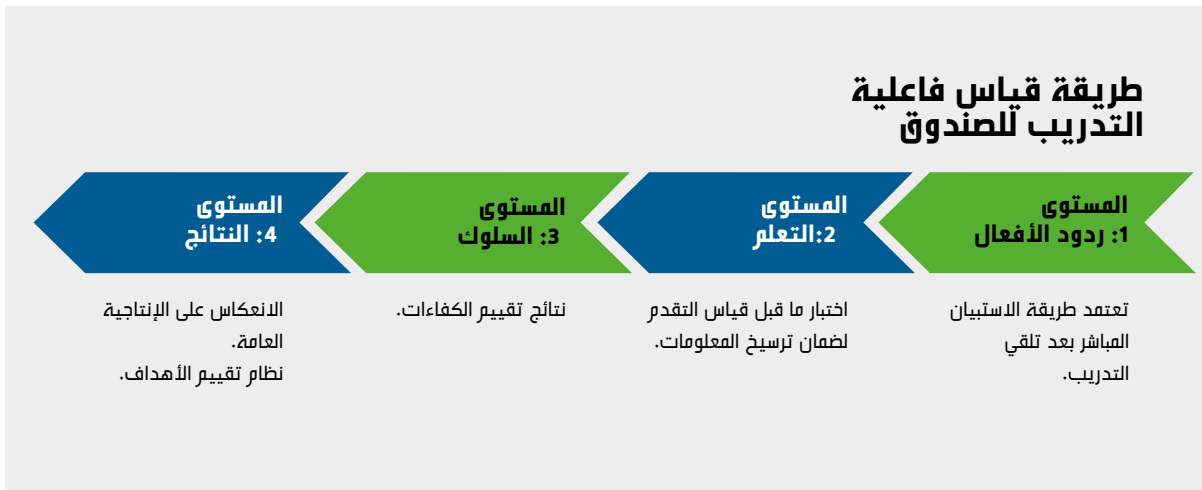 طريقة قياس فاعلية
التدريب للصندوق
المستوى
1: ردود الأفعال
تعتمد طريقة الاستبيان
المباشر بعد تلقي
التدريب.
المستوى
2:التعلم
اختبار ما قبل قياس التقدم
لضمان ترسيخ المعلومات.
المستوى
3: السلوك
نتائج تقييم الكفاءات.
المستوى
4: النتائج
الانعكاس على الإنتاجية
العامة.
نظام تقييم الأهداف.